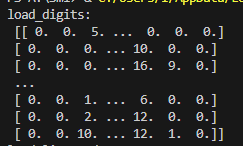 load_digits:
[[ 0. 0. 5. ... 0. 0. 0.]
[ 0. 0. 0. ... 10. 0. 0.]
[ 0. 0. 0. ... 16. 9. 0.]
...
[ 0. 0. 1. ... 6. 0. 0.]
[ 0. 0. 2. ... 12. 0. 0.]
[ 0. 0. 10. ... 12. 1. 0.]]